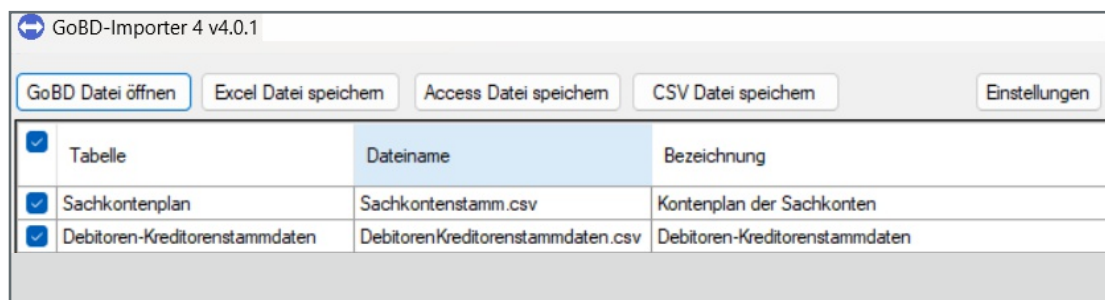 GoBD-Importer 4 v4.0.1
GoBD Datei öffnen Excel Datei speichern Access Datei speichern CSV Datei speichern Einstellungen
Tabelle Dateiname Bezeichnung
Sachkontenplan Sachkontenstamm.csv Kontenplan der Sachkonten
Debitoren-Kreditorenstammdaten DebitorenKreditorenstammdaten.csv Debitoren-Kreditorenstammdaten